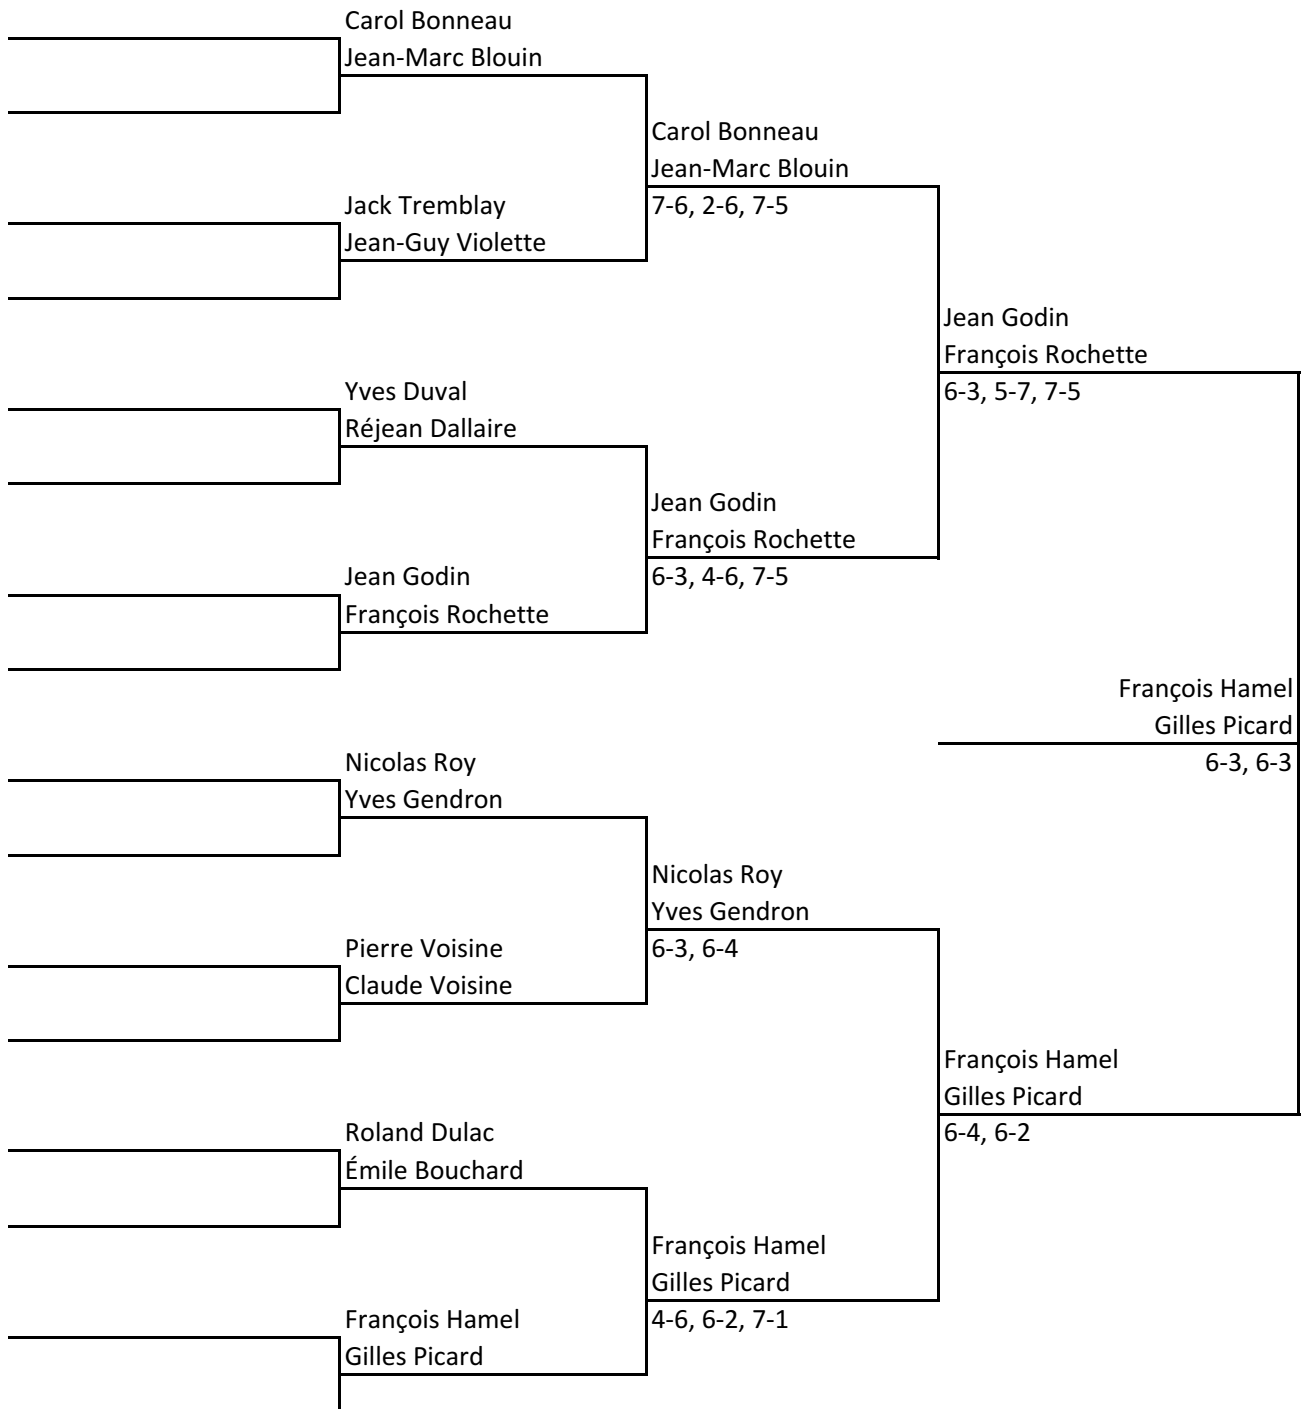 Carol Bonneau
Jean-Marc Blouin
Carol Bonneau
Jean-Marc Blouin
7-6, 2-6, 7-5
Jack Tremblay
Jean-Guy Violette
Jean Godin
François Rochette
6-3, 5-7, 7-5
Yves Duval
Réjean Dallaire
Jean Godin
François Rochette
6-3, 4-6, 7-5
Jean Godin
François Rochette
François Hamel
Gilles Picard
6-3, 6-3
Nicolas Roy
Yves Gendron
Nicolas Roy
Yves Gendron
6-3, 6-4
Pierre Voisine
Claude Voisine
François Hamel
Gilles Picard
6-4, 6-2
Roland Dulac
Émile Bouchard
François Hamel
Gilles Picard
4-6, 6-2, 7-1
François Hamel
Gilles Picard